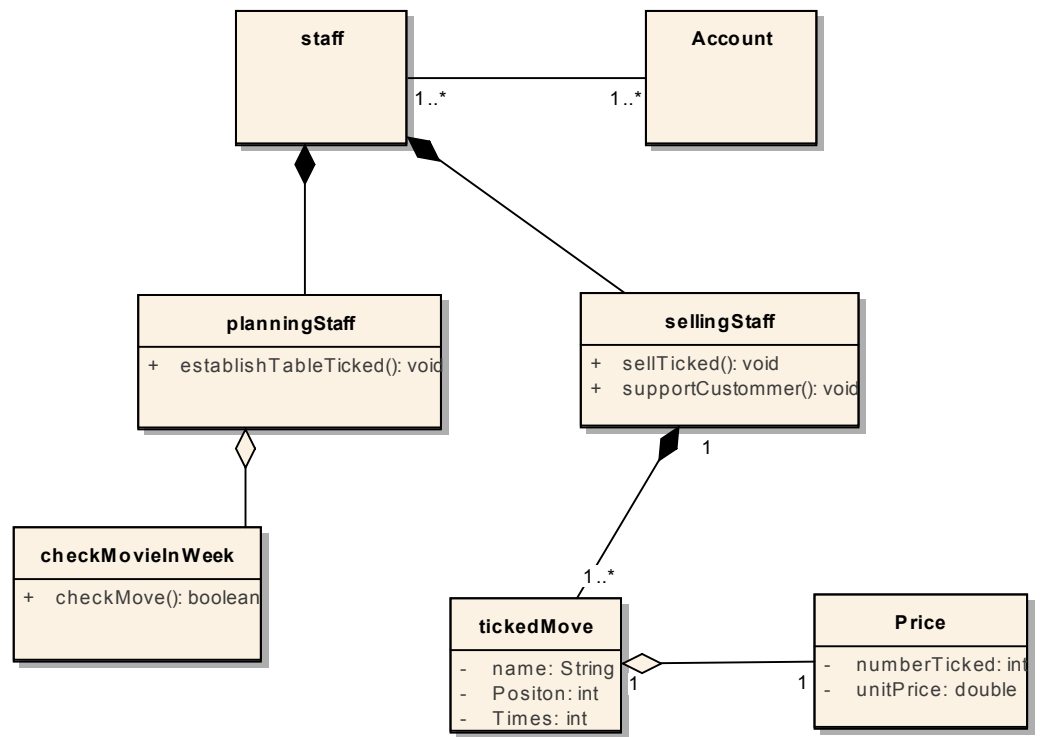 staff
Account
1..*
1..*
planningStaff
+ establishTableTicked(): void
sellingStaff
+ sellTicked(): void
+ supportCustommer(): void
1
checkMovieInWeek
+ checkMove(): boolean
1..*
tickedMove
- name: String
- Positon: int
- Times: int
1
1
Price
- numberTicked: int
- unitPrice: double